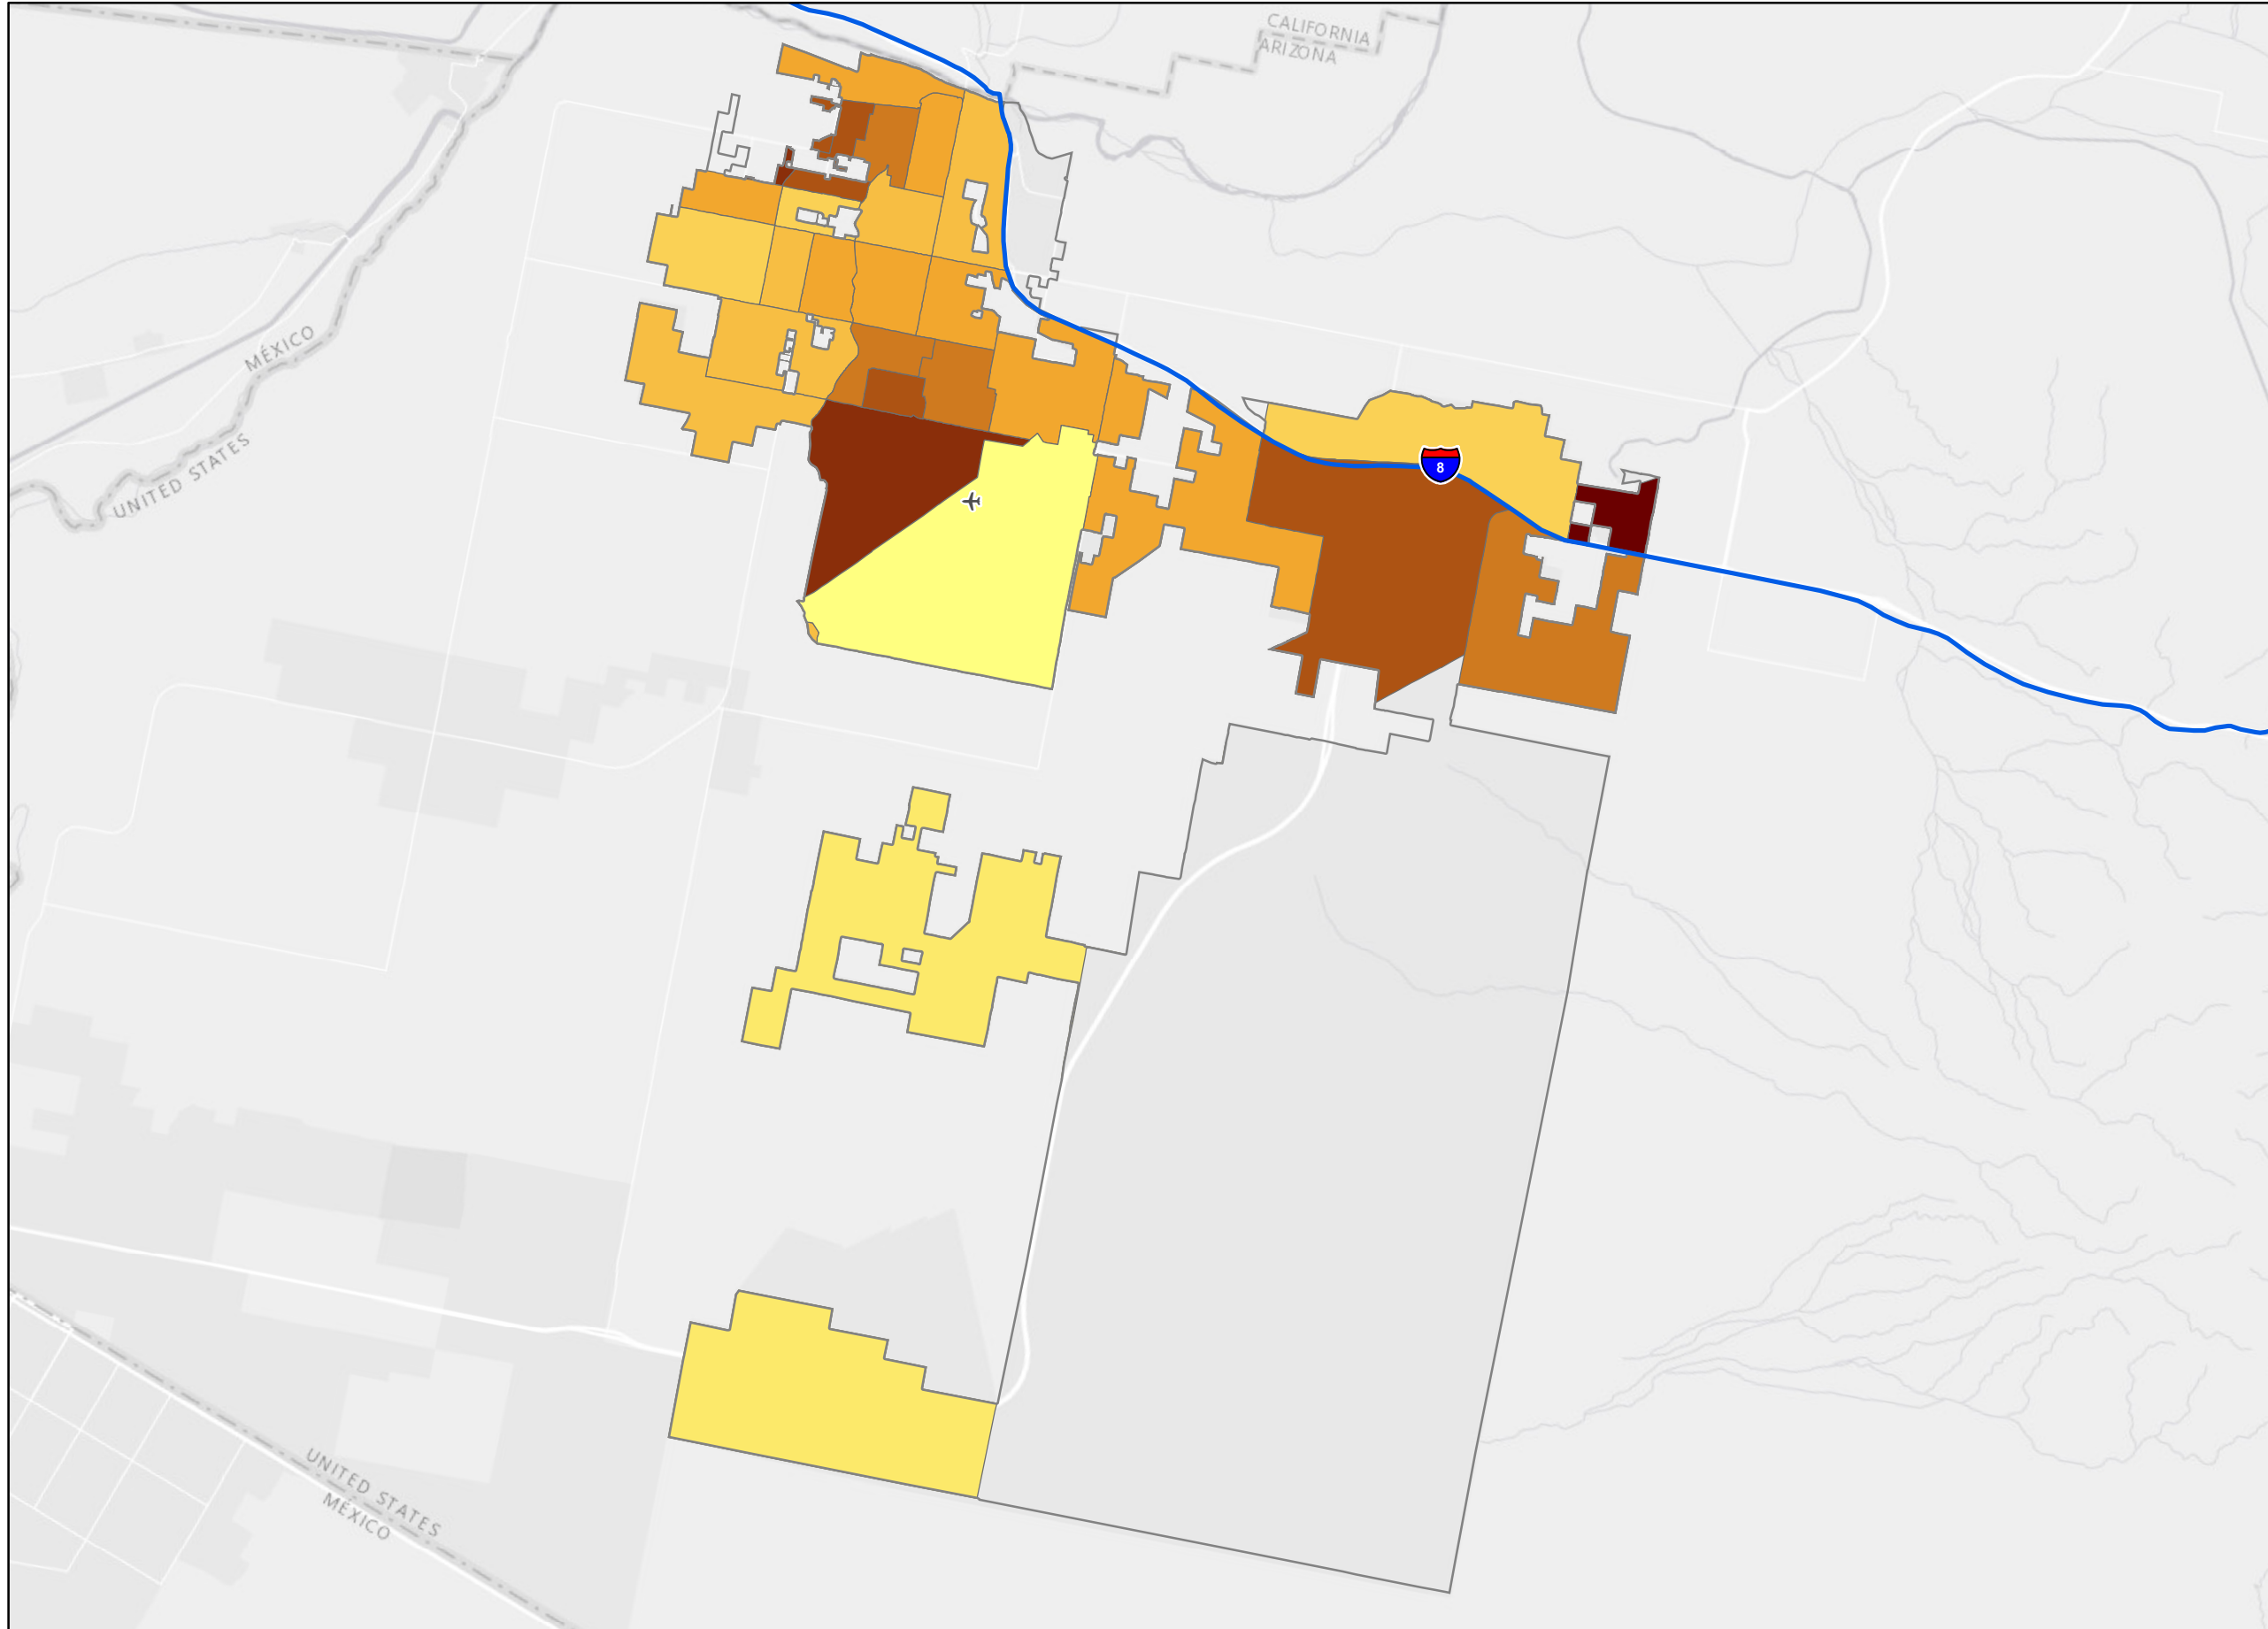 CALIFORNIA
ARIZONA
MÉXICO
UNITED STATES
8
UNITED STATES
MÉXICO